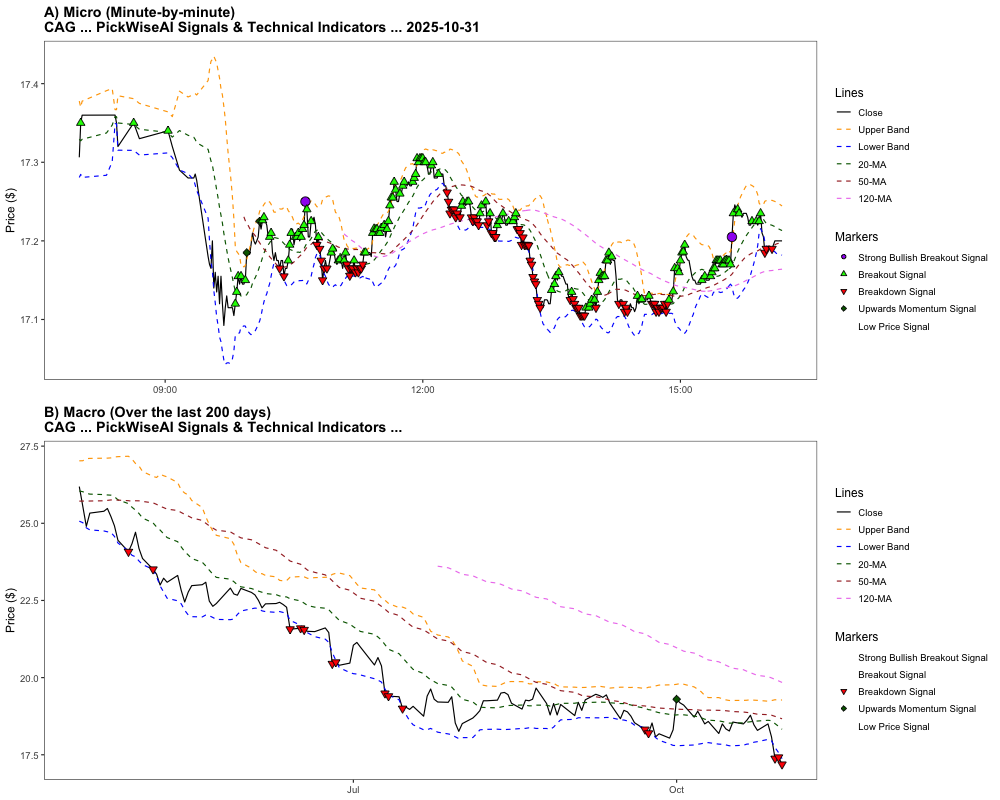 A) Micro (Minute-by-minute)
CAG ... PickWiseAI Signals & Technical Indicators ... 2025-10-31
Price ($)
17.4
17.3
17.2
17.1
09:00
12:00
15:00
Lines
Close
Upper Band
Lower Band
20-MA
50-MA
120-MA
Markers
Strong Bullish Breakout Signal
Breakout Signal
Breakdown Signal
Upwards Momentum Signal
Low Price Signal
B) Macro (Over the last 200 days)
CAG ... PickWiseAI Signals & Technical Indicators ...
Price ($)
27.5
25.0
22.5
20.0
17.5
Jul
Oct
Lines
Close
Upper Band
Lower Band
20-MA
50-MA
120-MA
Markers
Strong Bullish Breakout Signal
Breakout Signal
Breakdown Signal
Upwards Momentum Signal
Low Price Signal